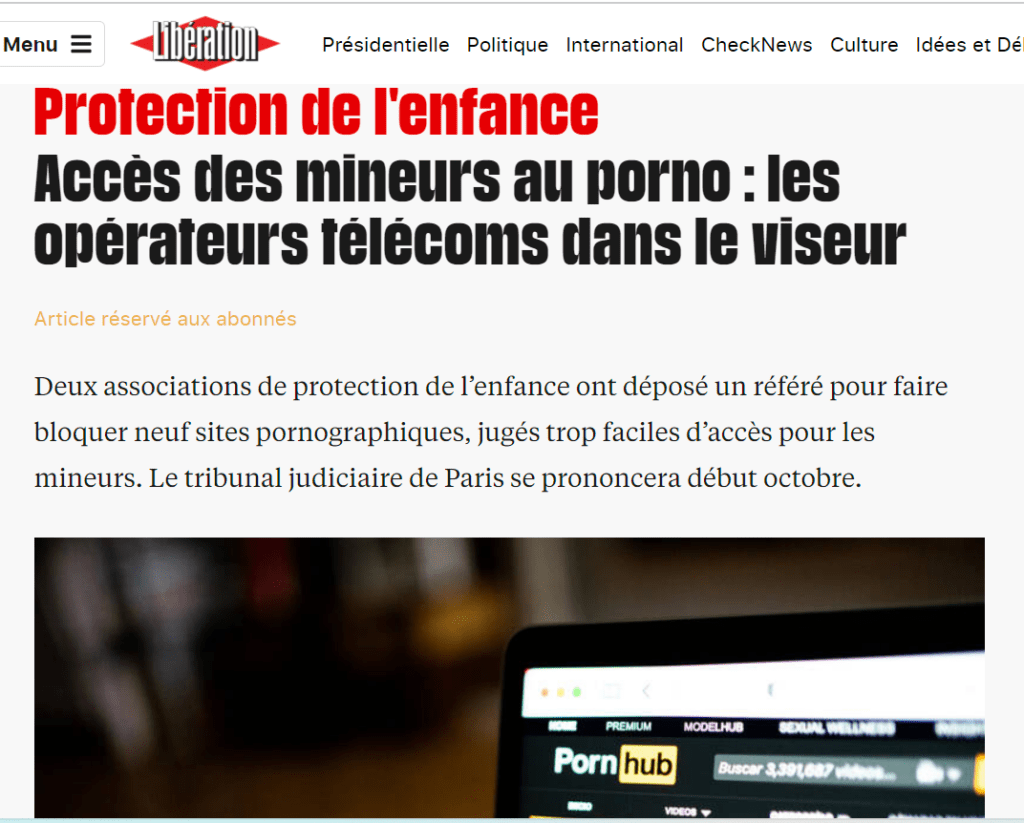 Menu
Libération
Présidentielle Politique International CheckNews Culture Idées et Dé
Protection de l'enfance
Accès des mineurs au porno : les
opérateurs télécoms dans le viseur
Article réservé aux abonnés
Deux associations de protection de l’enfance ont déposé un référé pour faire
bloquer neuf sites pornographiques, jugés trop faciles d’accès pour les
mineurs. Le tribunal judiciaire de Paris se prononcera début octobre.
HOME PREMIUM MODELHUB SEXUAL WELLNESS
Porn hub
Buscar 3,391,687 videos...
INICIO VIDEOS